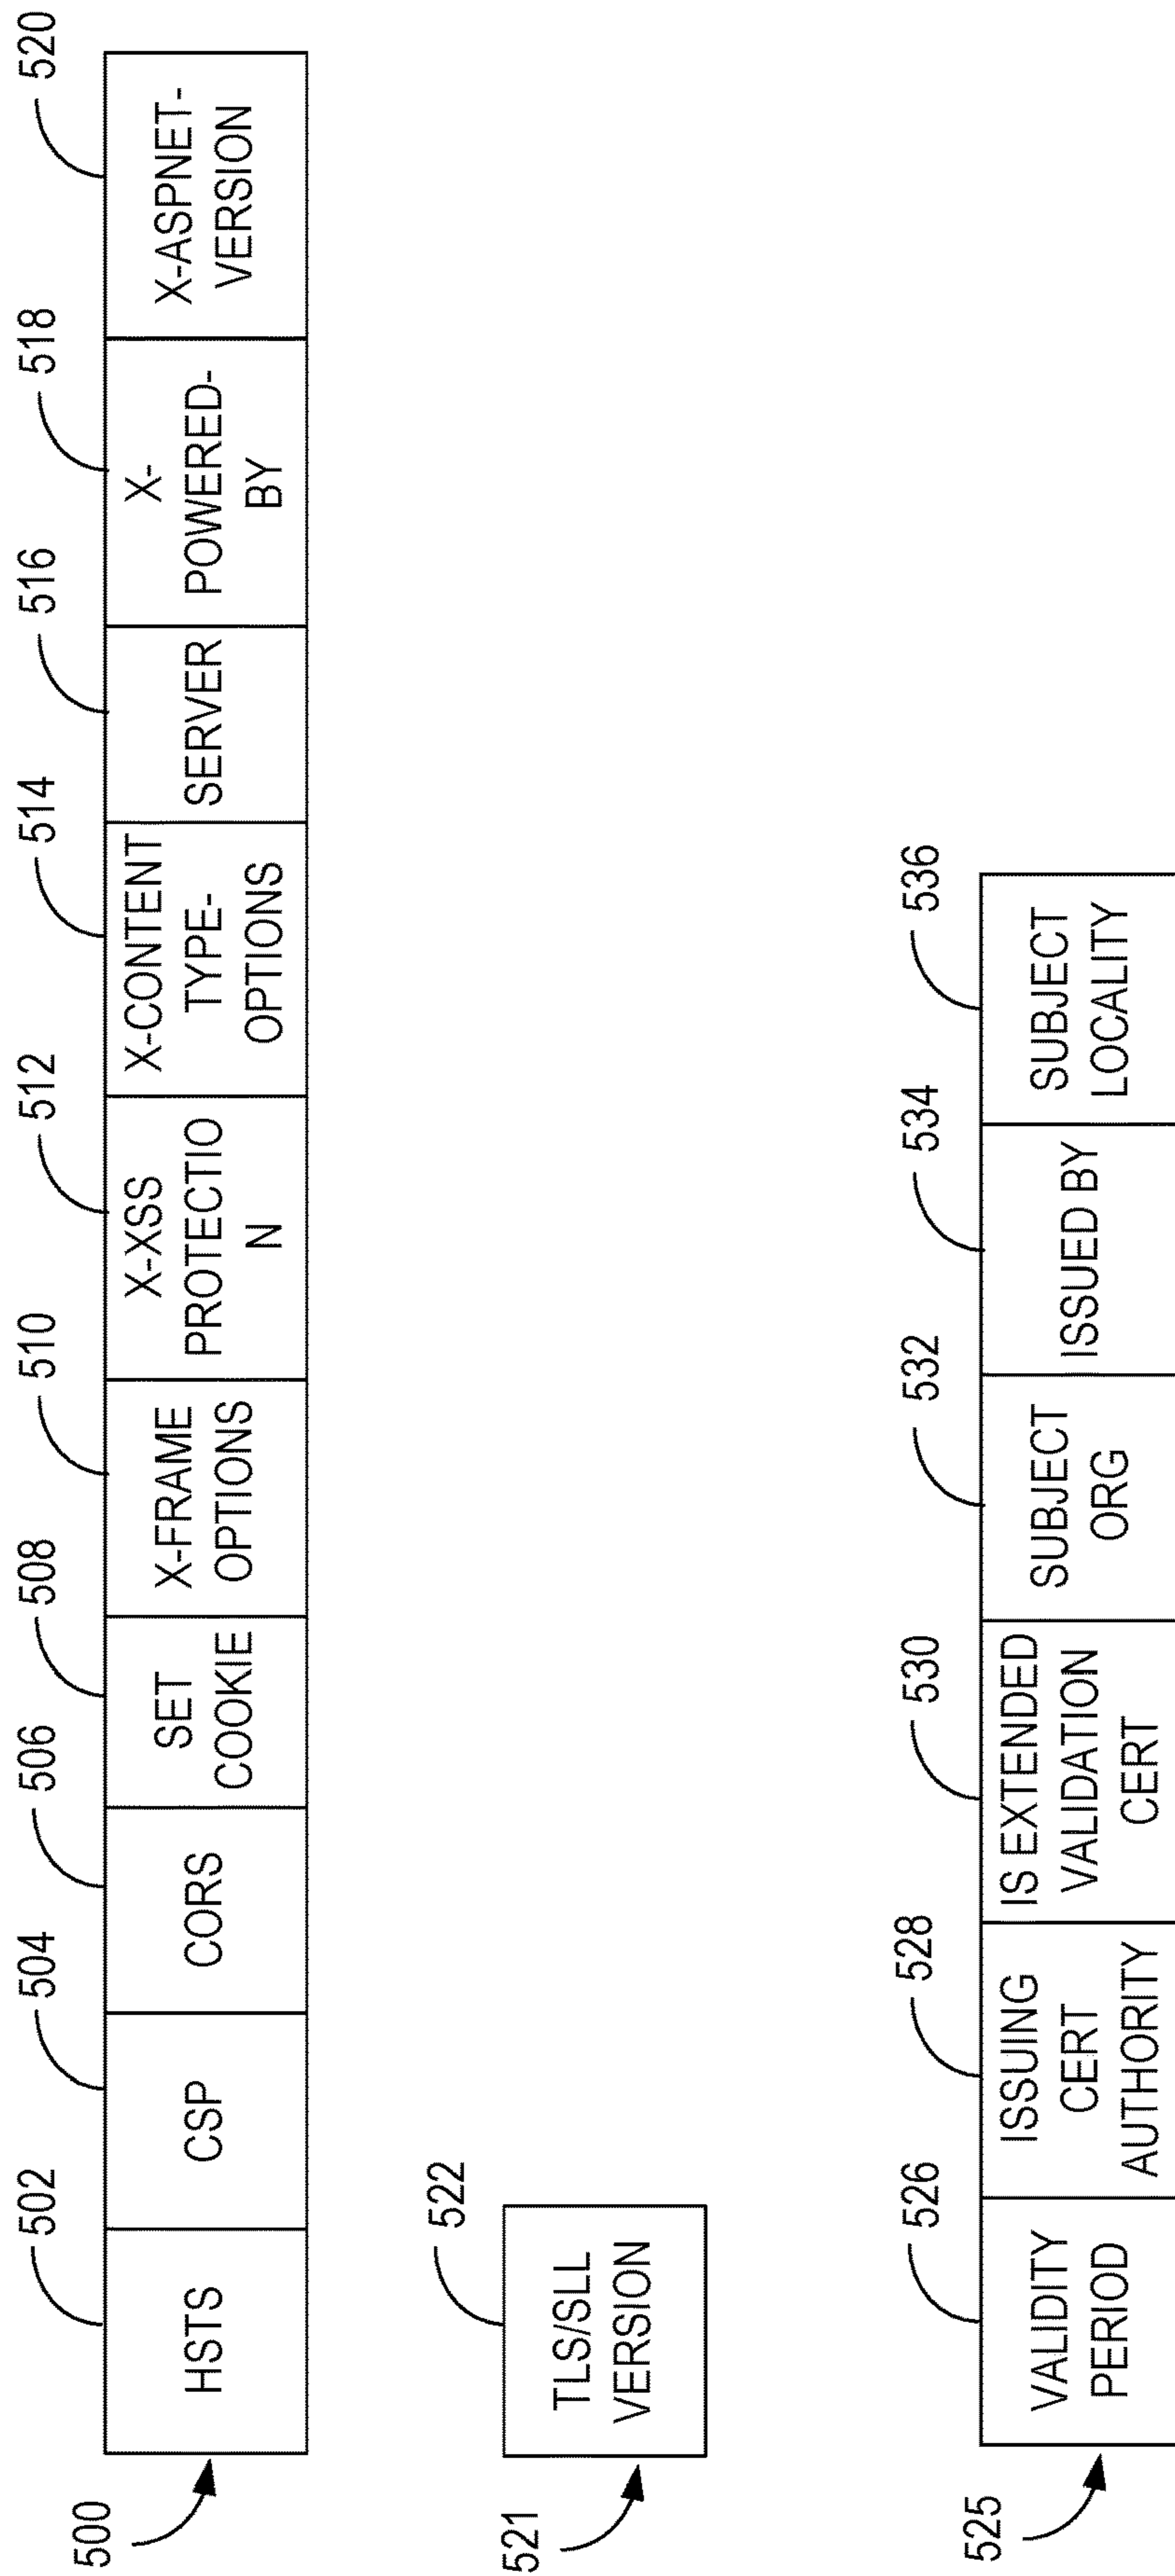 502
504
506
508
510
512
514
516
518
520
500
HSTS
CSP
CORS
SET
COOKIE
X-FRAME
OPTIONS
X-XSS
PROTECTIO
N
X-CONTENT
TYPE-
OPTIONS
SERVER
X-
POWERED-
BY
X-ASPNET-
VERSION
522
521
TLS/SLL
VERSION
526
528
530
532
534
536
525
VALIDITY
PERIOD
ISSUING
CERT
AUTHORITY
IS EXTENDED
VALIDATION
CERT
SUBJECT
ORG
ISSUED BY
SUBJECT
LOCALITY